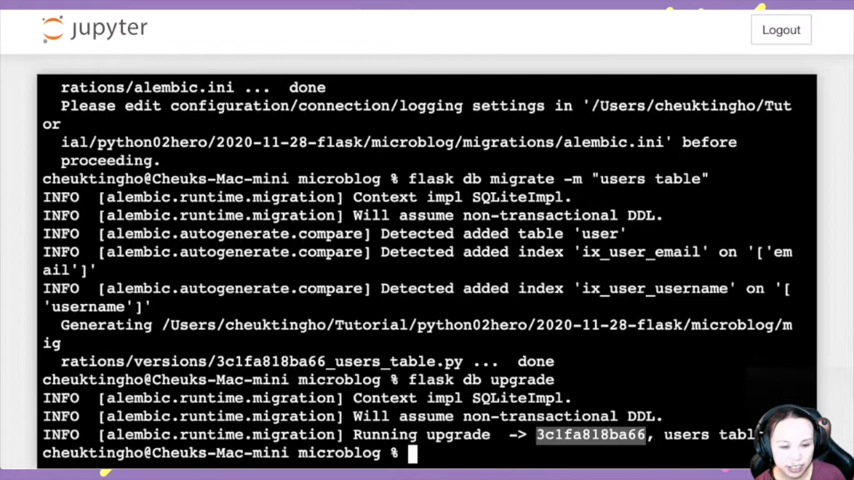 jupyter
Logout
rations/alembic.ini ... done
Please edit configuration/connection/logging settings in '/Users/cheuktingho/Tut
or
ial/python02hero/2020-11-28-flask/microblog/migrations/alembic.ini' before
proceeding.
cheuktingho@Cheuks-Mac-mini microblog % flask db migrate -m "users table"
INFO [alembic.runtime.migration] Context impl SQLiteImpl.
INFO [alembic.runtime.migration] Will assume non-transactional DDL.
INFO [alembic.autogenerate.compare] Detected added table 'user'
INFO [alembic.autogenerate.compare] Detected added index 'ix_user_email' on '['em
ail']'
INFO [alembic.autogenerate.compare] Detected added index 'ix_user_username' on '[
'username']'
Generating /Users/cheuktingho/Tutorial/python02hero/2020-11-28-flask/microblog/m
ig
rations/versions/3c1fa818ba66_users_table.py ... done
cheuktingho@Cheuks-Mac-mini microblog % flask db upgrade
INFO [alembic.runtime.migration] Context impl SQLiteImpl.
INFO [alembic.runtime.migration] Will assume non-transactional DDL.
INFO [alembic.runtime.migration] Running upgrade -> 3c1fa818ba66, users tabl
cheuktingho@Cheuks-Mac-mini microblog %